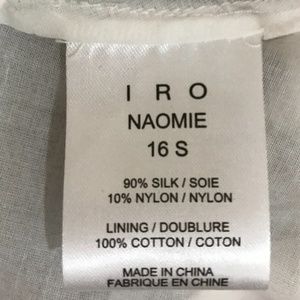 IRO
NAOMIE
16 S
90% SILK / SOIE
10% NYLON / NYLON
LINING / DOUBLURE
100% COTTON / COTON
MADE IN CHINA
FABRIQUE EN CHINE